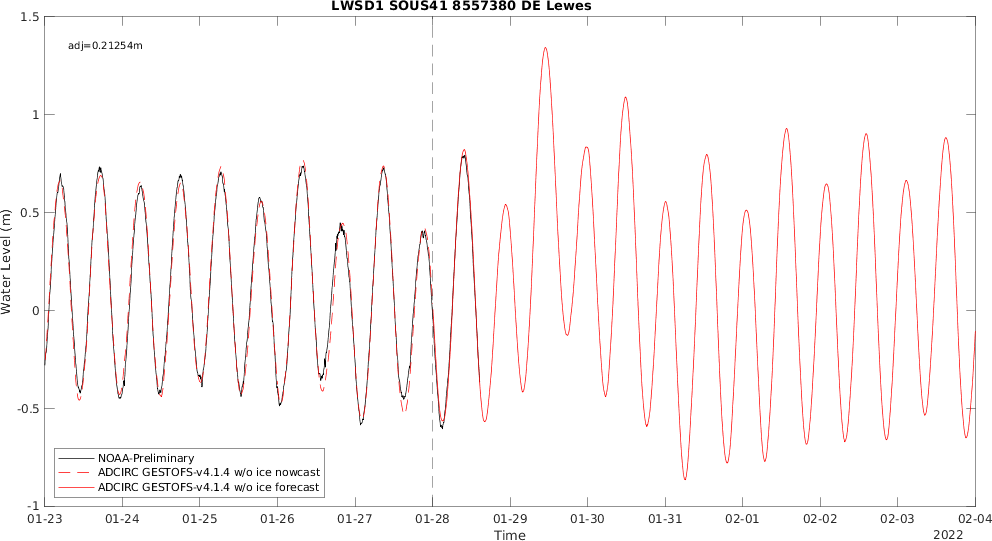 LWSD1 SOUS41 8557380 DE Lewes
1.5
adj=0.21254m
1
0.5
0
-0.5
-1
Water Level (m)
NOAA-Preliminary
ADCIRC GESTOFS-v4.1.4 w/o ice nowcast
ADCIRC GESTOFS-v4.1.4 w/o ice forecast
01-23 01-24 01-25 01-26 01-27 01-28 01-29 01-30 01-31 02-01 02-02 02-03 02-04
Time
2022